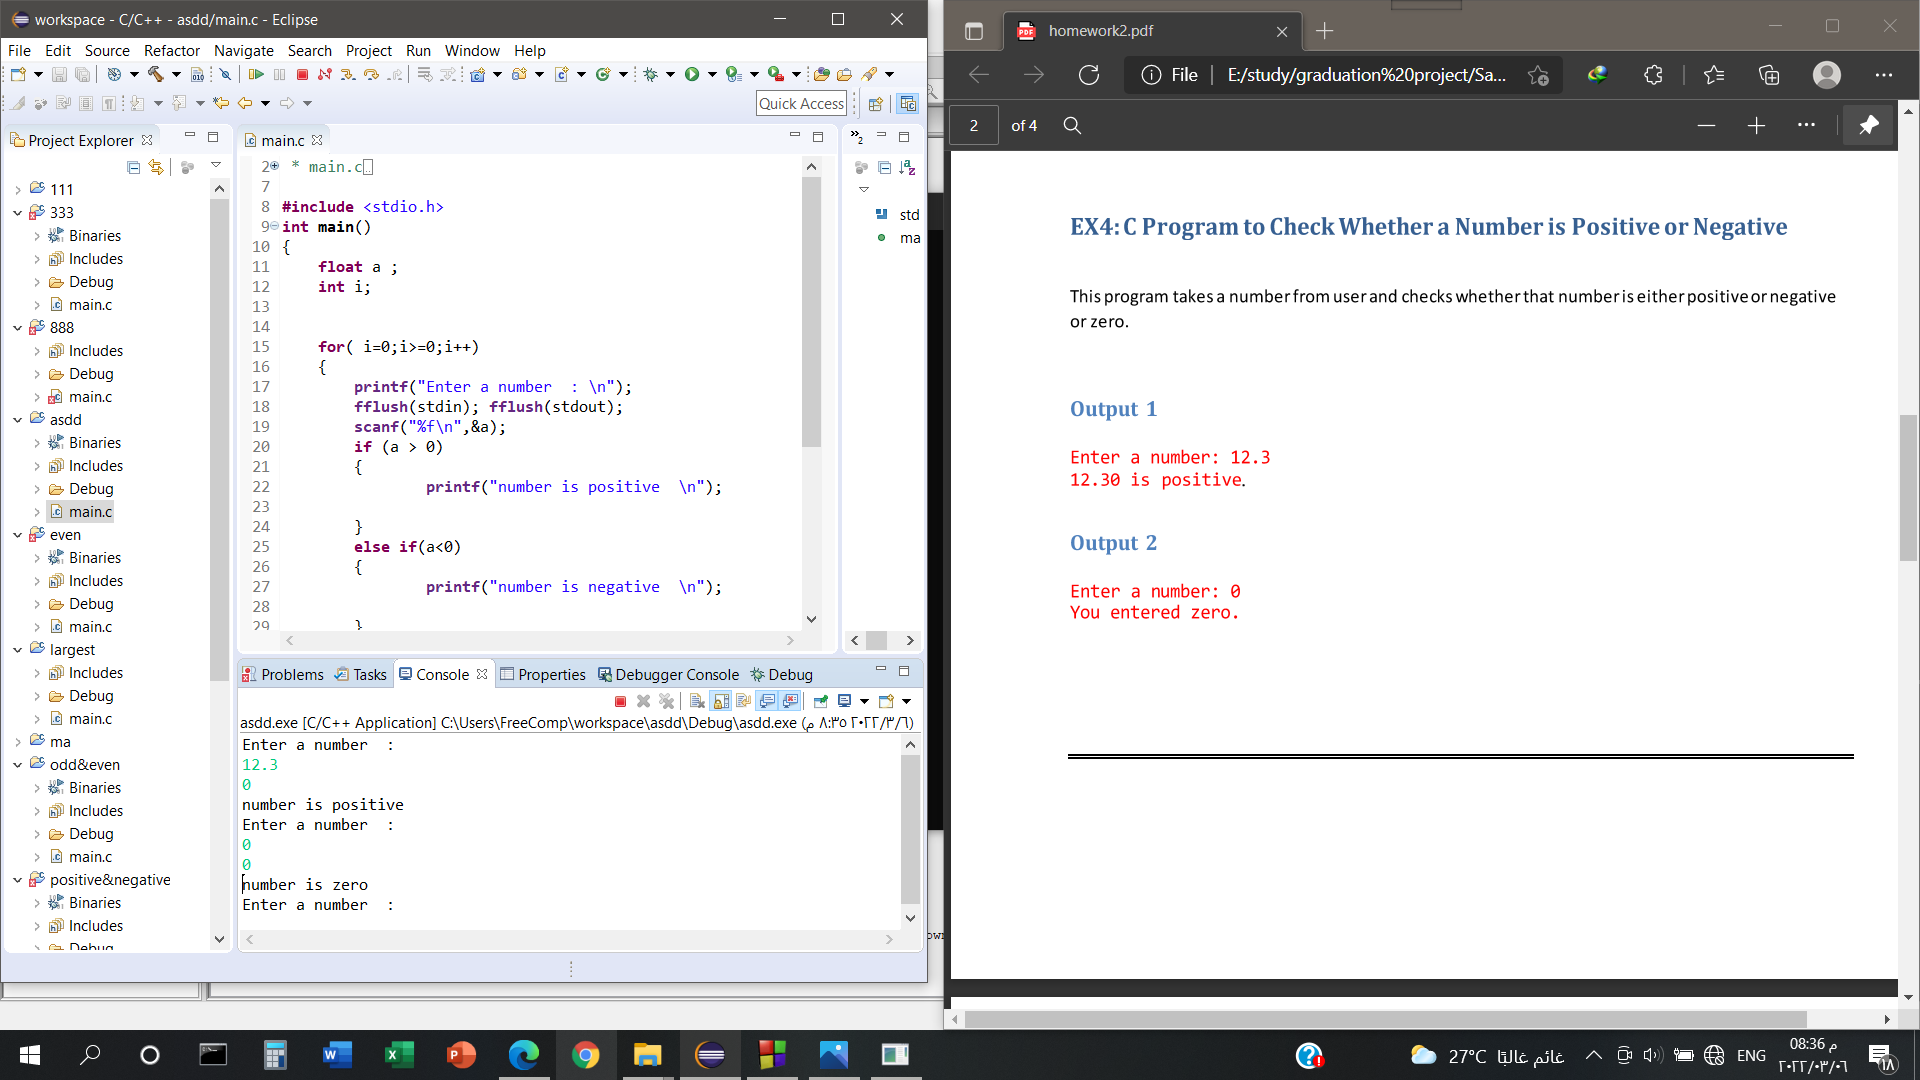 workspace - C/C++ - asdd/main.c - Eclipse
File Edit Source Refactor Navigate Search Project Run Window Help
Quick Access
Project Explorer
111
333
Binaries
Includes
Debug
main.c
888
Includes
Debug
main.c
asdd
Binaries
Includes
Debug
main.c
even
Binaries
Includes
Debug
main.c
largest
Includes
Debug
main.c
ma
odd&even
Binaries
Includes
Debug
main.c
positive&negative
Binaries
Includes
Debug
main.c
2 * main.c
7
8 #include <stdio.h>
9 int main()
10 {
11 float a ;
12 int i;
13
14
15 for( i=0;i>=0;i++)
16 {
17 printf("Enter a number  : \n");
18 fflush(stdin); fflush(stdout);
19 scanf("%f\n",&a);
20 if (a > 0)
21 {
22 printf("number is positive  \n");
23
24 }
25 else if(a<0)
26 {
27 printf("number is negative  \n");
28
29 }
2
std
ma
Problems Tasks Console Properties Debugger Console Debug
asdd.exe [C/C++ Application] C:\Users\FreeComp\workspace\asdd\Debug\asdd.exe (٢٠٢٢/٣/٦ ٨:٣٥ م)
Enter a number  :
12.3
0
number is positive
Enter a number  :
0
0
number is zero
Enter a number  :
homework2.pdf
File E:/study/graduation%20project/Sa...
2 of 4
EX4: C Program to Check Whether a Number is Positive or Negative
This program takes a number from user and checks whether that number is either positive or negative
or zero.
Output 1
Enter a number: 12.3
12.30 is positive.
Output 2
Enter a number: 0
You entered zero.
27°C غائم غالبًا
ENG
08:36 م
٢٠٢٢/٠٣/٠٦
١٨